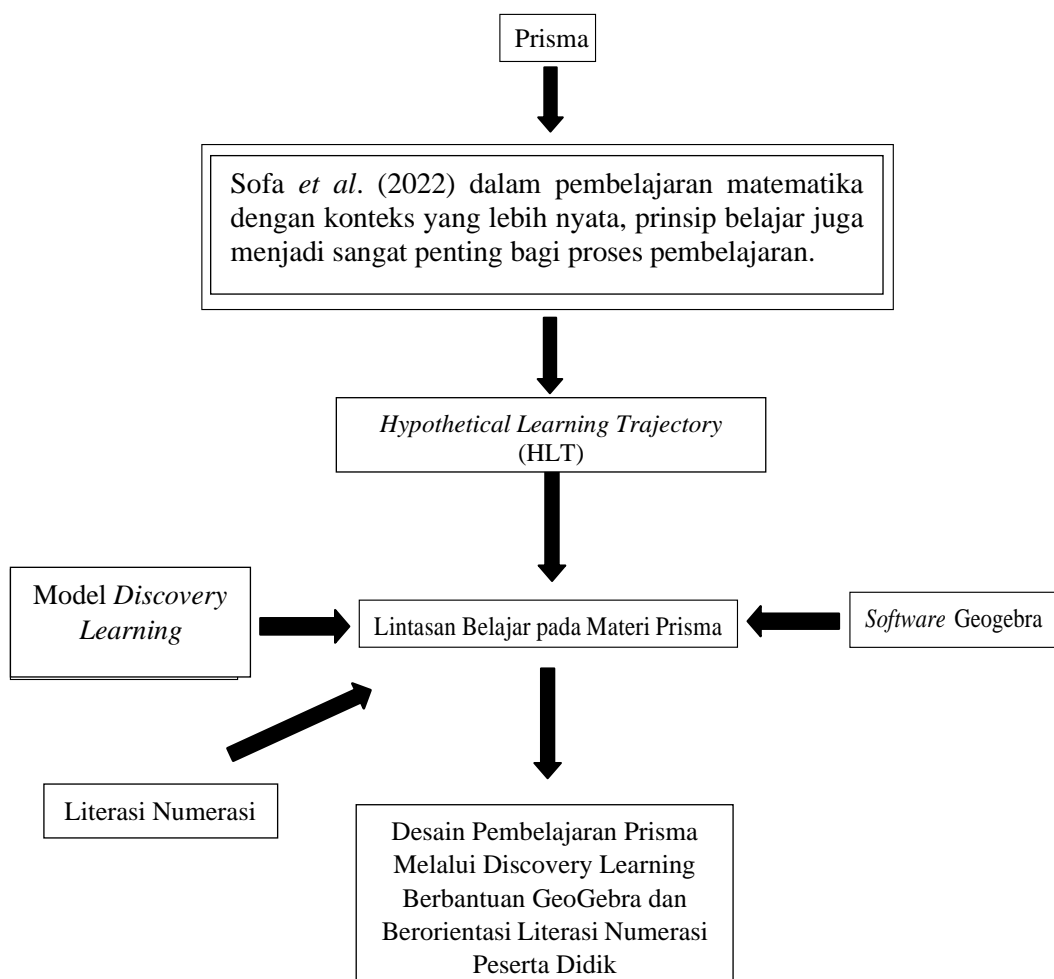 Prisma
Sofa et al. (2022) dalam pembelajaran matematika
dengan konteks yang lebih nyata, prinsip belajar juga
menjadi sangat penting bagi proses pembelajaran.
Hypothetical Learning Trajectory
(HLT)
Model Discovery
Learning
Lintasan Belajar pada Materi Prisma
Software Geogebra
Literasi Numerasi
Desain Pembelajaran Prisma
Melalui Discovery Learning
Berbantuan GeoGebra dan
Berorientasi Literasi Numerasi
Peserta Didik